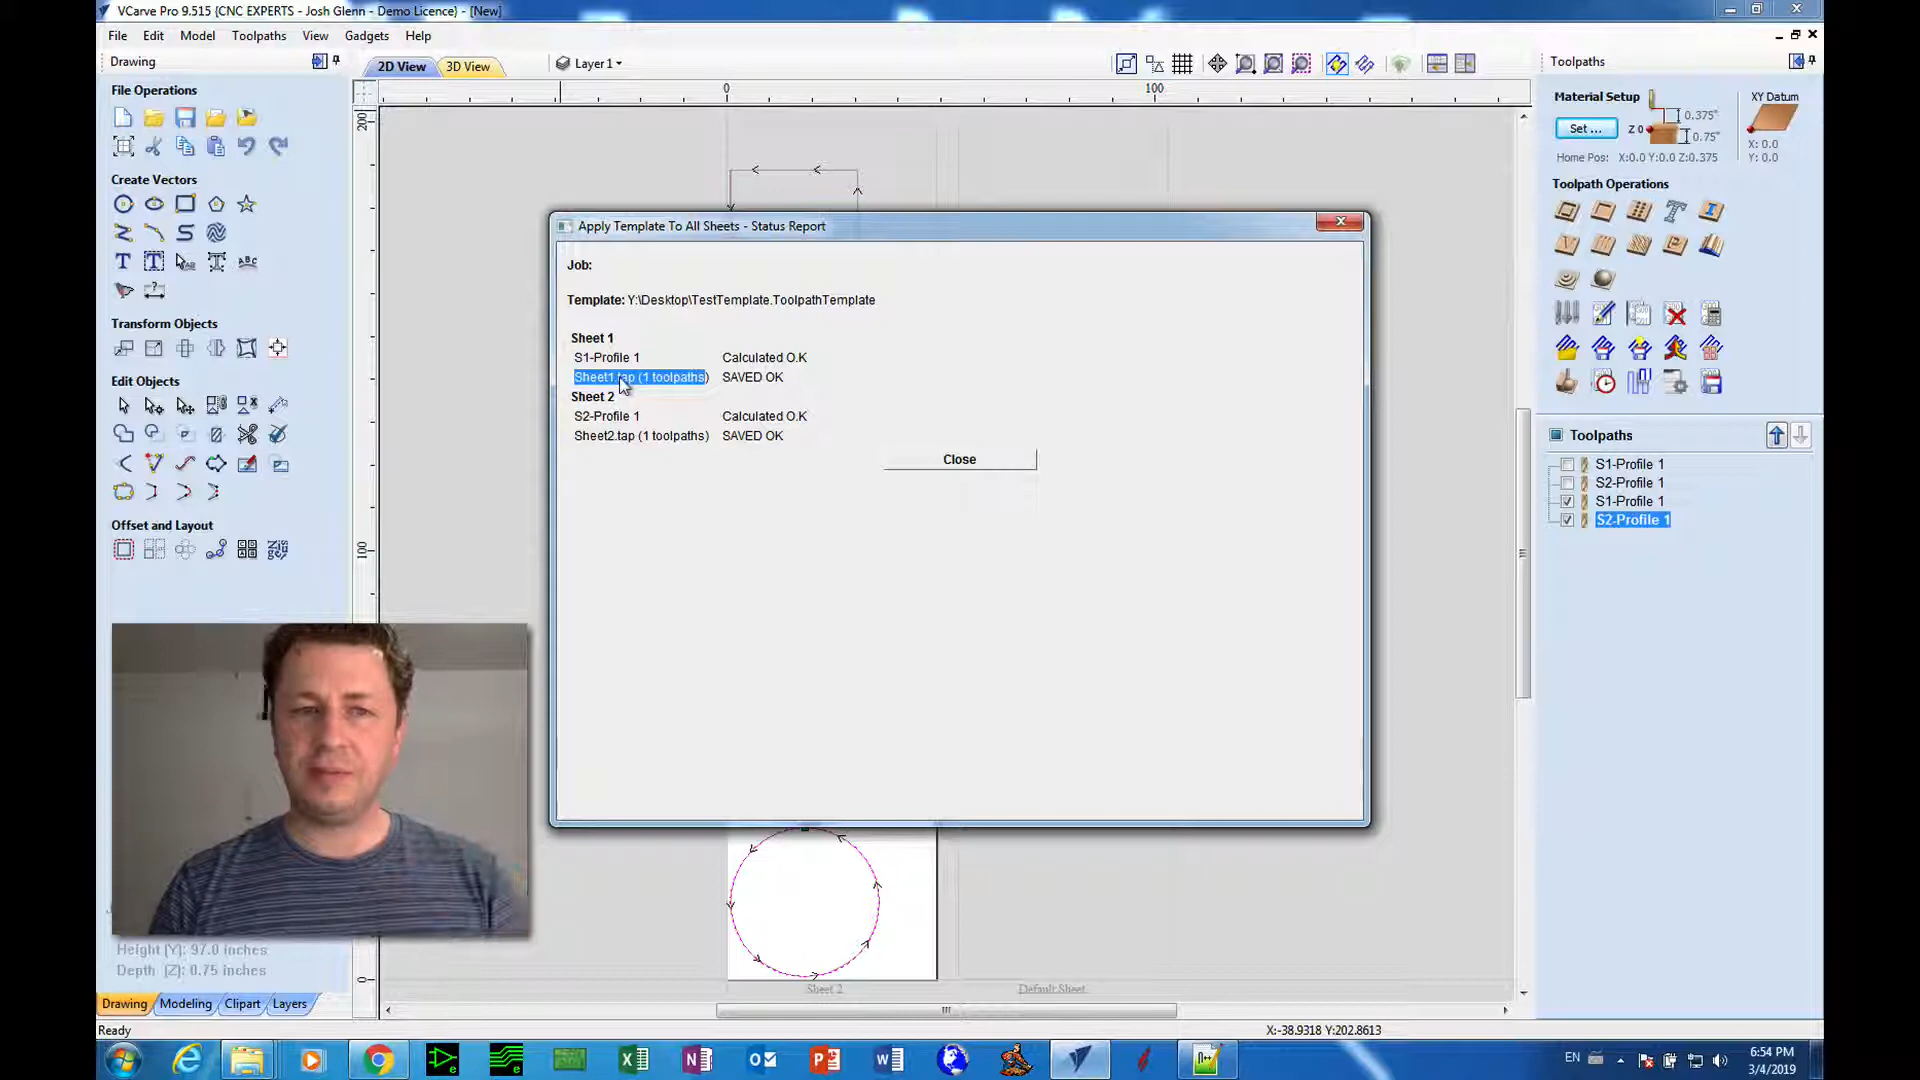 VCarve Pro 9.515 {CNC EXPERTS - Josh Glenn - Demo Licence} - [New]
File Edit Model Toolpaths View Gadgets Help
Drawing
2D View 3D View
Layer 1
Toolpaths
File Operations
Create Vectors
Transform Objects
Edit Objects
Offset and Layout
Height (Y): 97.0 inches
Depth (Z): 0.75 inches
Drawing Modeling Clipart Layers
Ready
0 100
200
100
0
Apply Template To All Sheets - Status Report
Job:
Template: Y:\Desktop\TestTemplate.ToolpathTemplate
Sheet 1
S1-Profile 1 Calculated O.K
Sheet1.tap (1 toolpaths) SAVED OK
Sheet 2
S2-Profile 1 Calculated O.K
Sheet2.tap (1 toolpaths) SAVED OK
Close
Sheet 2
Default Sheet
Material Setup
Set ...
Z 0
0.375"
0.75"
XY Datum
X: 0.0
Y: 0.0
Home Pos: X:0.0 Y:0.0 Z:0.375
Toolpath Operations
Toolpaths
S1-Profile 1
S2-Profile 1
S1-Profile 1
S2-Profile 1
X:-38.9318 Y:202.8613
EN
6:54 PM
3/4/2019